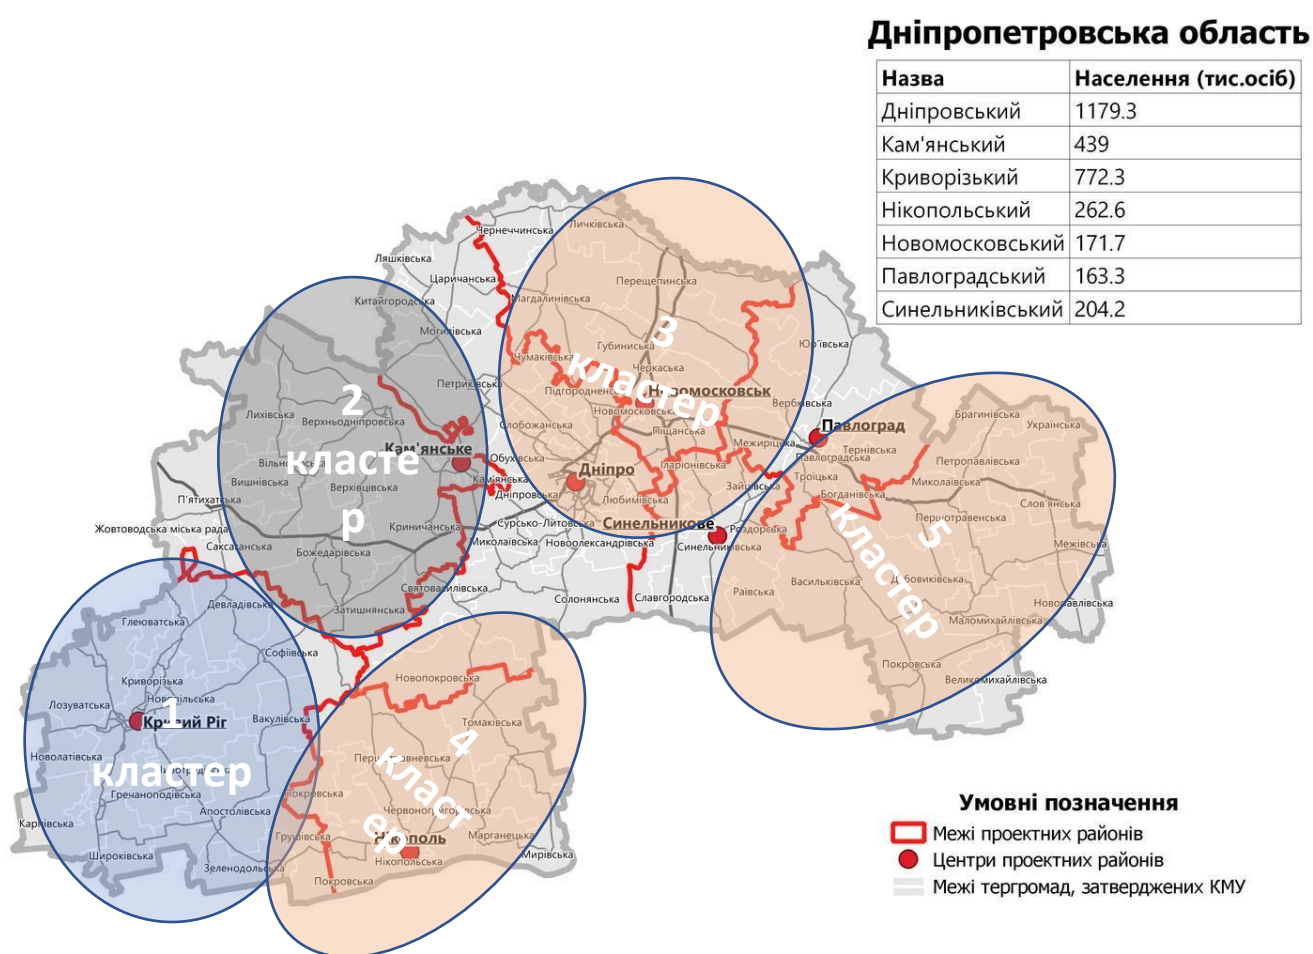 Дніпропетровська область
Назва Населення (тис.осіб)
Дніпровський 1179.3
Кам'янський 439
Криворізький 772.3
Нікопольський 262.6
Новомосковський 171.7
Павлоградський 163.3
Синельниківський 204.2
Личківська
Чернеччинська
Ляшківська
Царичанська
Перещепинська
Китайгородська
Магдалинівська
Могилівська
Юр'ївська
3
кластер
Губиниська
Чумаківська
Черкаська
Петриківська
Підгородненська
Новомосковськ
Вербківська
2
класте
р
Лихівська
Верхньодніпровська
Новомосковська
Слобожанська
Піщанська
Межиріцька
Павлоград
Брагинівська
Українська
Кам'янське
Обухівська
Тернівська
Павлоградська
Петропавлівська
Вишнівська
Верхівцівська
Кам'янська
Дніпро
Іларіонівська
Троїцька
Зайцівська
Миколаївська
П'ятихатська
Дніпровська
Любимівська
Богданівська
Слов'янська
Жовтоводська міська рада
Криничанська
Сурсько-Литовська
Синельникове
Роздорська
Першотравенська
5
кластер
Саксаганська
Божедарівська
Миколаївська
Новоолександрівська
Синельниківська
Межівська
Святовасилівська
Васильківська
Раївська
Девладівська
Затишнянська
Солонянська
Славгородська
Новопавлівська
Глеюватська
Маломихайлівська
Софіївська
Покровська
Криворізька
Новопокровська
Великомихайлівська
Лозуватська
Новопільська
1
кластер
Кривий Ріг
Вакулівська
Томаківська
4
класт
ер
Новолатівська
Першотравневська
Гречаноподівська
Покровська
Апостолівська
Червоногригорівська
Карпівська
Грушівська
Нікополь
Марганецька
Широківська
Зеленодольська
Нікопольська
Мирівська
Покровська
Умовні позначення
Межі проектних районів
Центри проектних районів
Межі тергромад, затверджених КМУ